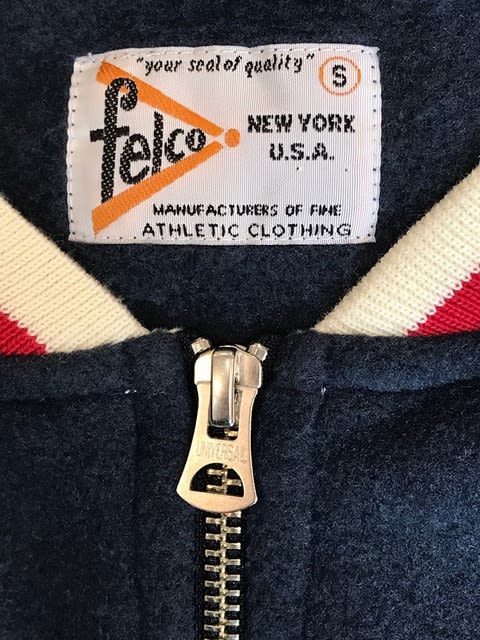 "your seal of quality" S
felco
NEW YORK
U.S.A.
MANUFACTURERS OF FINE
ATHLETIC CLOTHING
UNIVERSAL